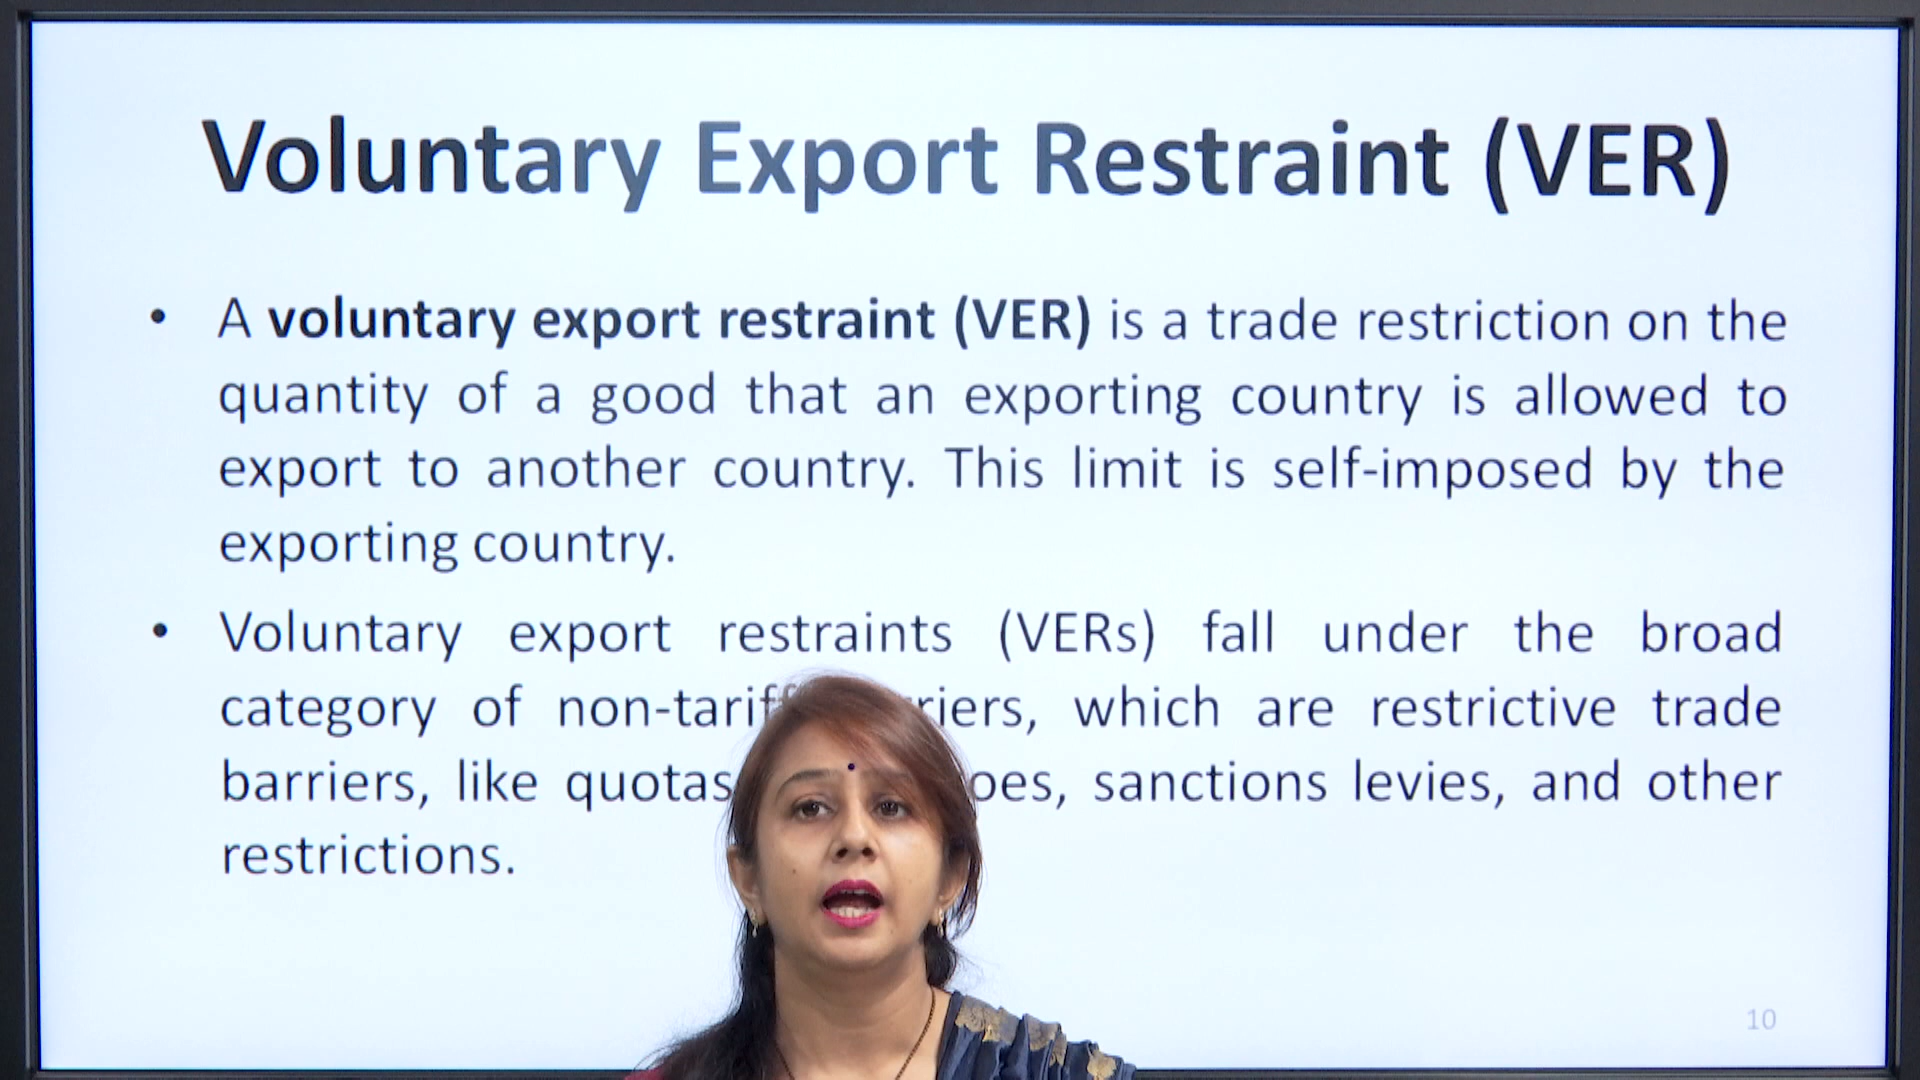 Voluntary Export Restraint (VER)
• A voluntary export restraint (VER) is a trade restriction on the
quantity of a good that an exporting country is allowed to
export to another country. This limit is self-imposed by the
exporting country.
• Voluntary export restraints (VERs) fall under the broad
category of non-tariff which are restrictive trade
barriers, like quotas sanctions levies, and other
restrictions.
10